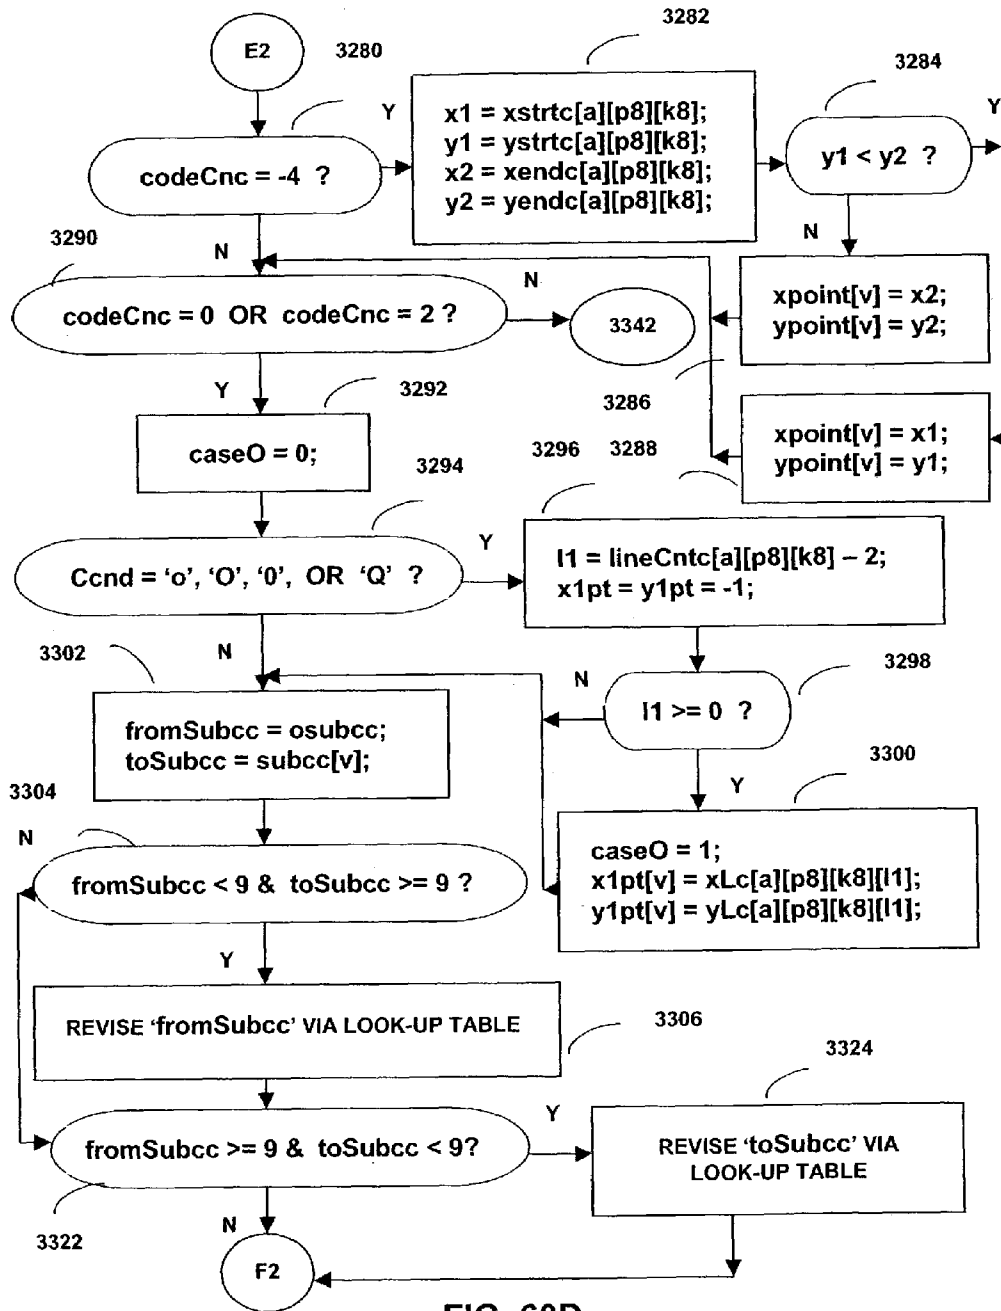 E2
3280
3282
3284
codeCnc = -4 ?
Y
x1 = xstrtc[a][p8][k8];
y1 = ystrtc[a][p8][k8];
x2 = xendc[a][p8][k8];
y2 = yendc[a][p8][k8];
y1 < y2 ?
Y
N
N
3290
codeCnc = 0 OR codeCnc = 2 ?
N
3342
xpoint[v] = x2;
ypoint[v] = y2;
3286
Y
3292
caseO = 0;
xpoint[v] = x1;
ypoint[v] = y1;
3288
3294
3296
Ccnd = ‘o’, ‘O’, ‘0’, OR ‘Q’ ?
Y
l1 = lineCntc[a][p8][k8] – 2;
x1pt = y1pt = -1;
N
3302
N
l1 >= 0 ?
3298
fromSubcc = osubcc;
toSubcc = subcc[v];
Y
3300
caseO = 1;
x1pt[v] = xLc[a][p8][k8][l1];
y1pt[v] = yLc[a][p8][k8][l1];
3304
N
fromSubcc < 9 & toSubcc >= 9 ?
Y
REVISE ‘fromSubcc’ VIA LOOK-UP TABLE
3306
3324
fromSubcc >= 9 & toSubcc < 9?
Y
REVISE ‘toSubcc’ VIA
LOOK-UP TABLE
3322
N
F2